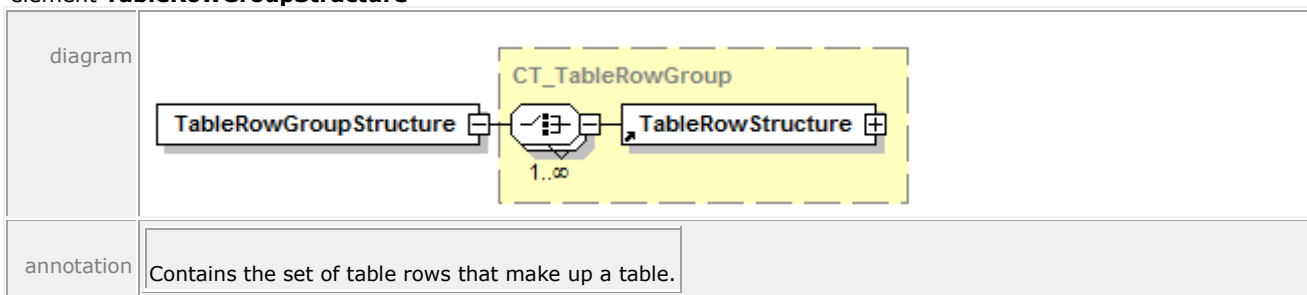 element TableRowGroupStructure
diagram
CT_TableRowGroup
TableRowGroupStructure
TableRowStructure
1..∞
annotation
Contains the set of table rows that make up a table.